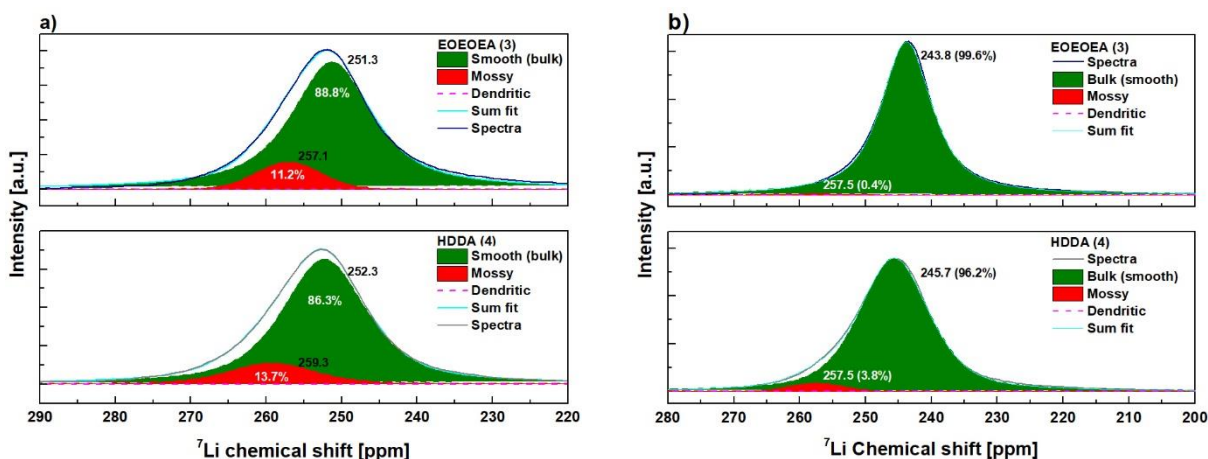 a)
EOEOEA (3)
Smooth (bulk)
Mossy
Dendritic
Sum fit
Spectra
251.3
88.8%
257.1
11.2%
HDDA (4)
Smooth (bulk)
Mossy
Dendritic
Sum fit
Spectra
252.3
86.3%
259.3
13.7%
Intensity [a.u.]
290 280 270 260 250 240 230 220
⁷Li chemical shift [ppm]
b)
EOEOEA (3)
Spectra
Bulk (smooth)
Mossy
Dendritic
Sum fit
243.8 (99.6%)
257.5 (0.4%)
HDDA (4)
Spectra
Bulk (smooth)
Mossy
Dendritic
Sum fit
245.7 (96.2%)
257.5 (3.8%)
Intensity [a.u.]
280 270 260 250 240 230 220 210 200
⁷Li Chemical shift [ppm]